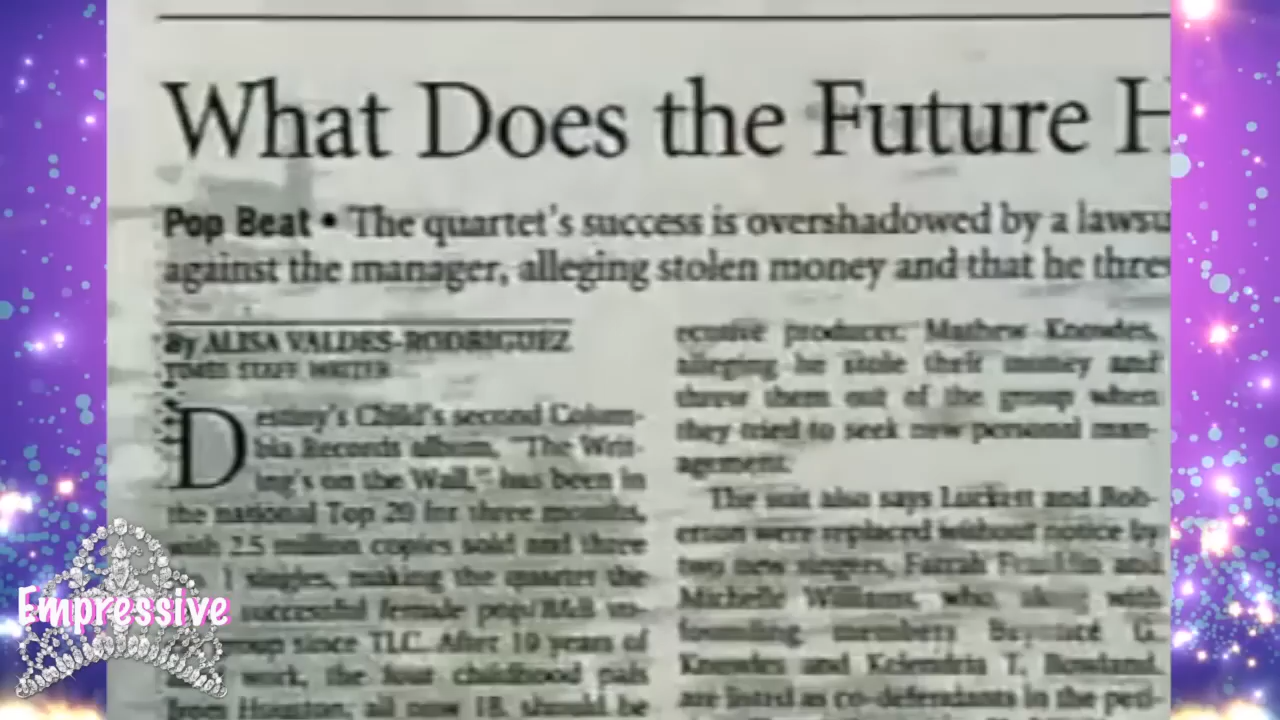 What Does the Future H
Pop Beat • The quartet's success is overshadowed by a lawsu
against the manager, alleging stolen money and that he threw
By ALISA VALDES-RODRIGUEZ
TIMES STAFF WRITER
Destiny's Child's second Colum-
bia Records album, "The Writ-
ing's on the Wall," has been in
the national Top 20 for three months,
with 2.5 million copies sold and three
1 singles, making the quartet the
successful female pop/R&B vo-
group since TLC. After 10 years of
work, the four childhood pals
from Houston, all now 18, should be
ecutive producer, Mathew Knowles,
alleging he stole their money and
threw them out of the group when
they tried to seek new personal man-
agement.
The suit also says Luckett and Rob-
erson were replaced without notice by
two new singers, Farrah Franklin and
Michelle Williams, who, along with
founding members Beyoncé G.
Knowles and Kelendria T. Rowland,
are listed as co-defendants in the peti-
Empressive